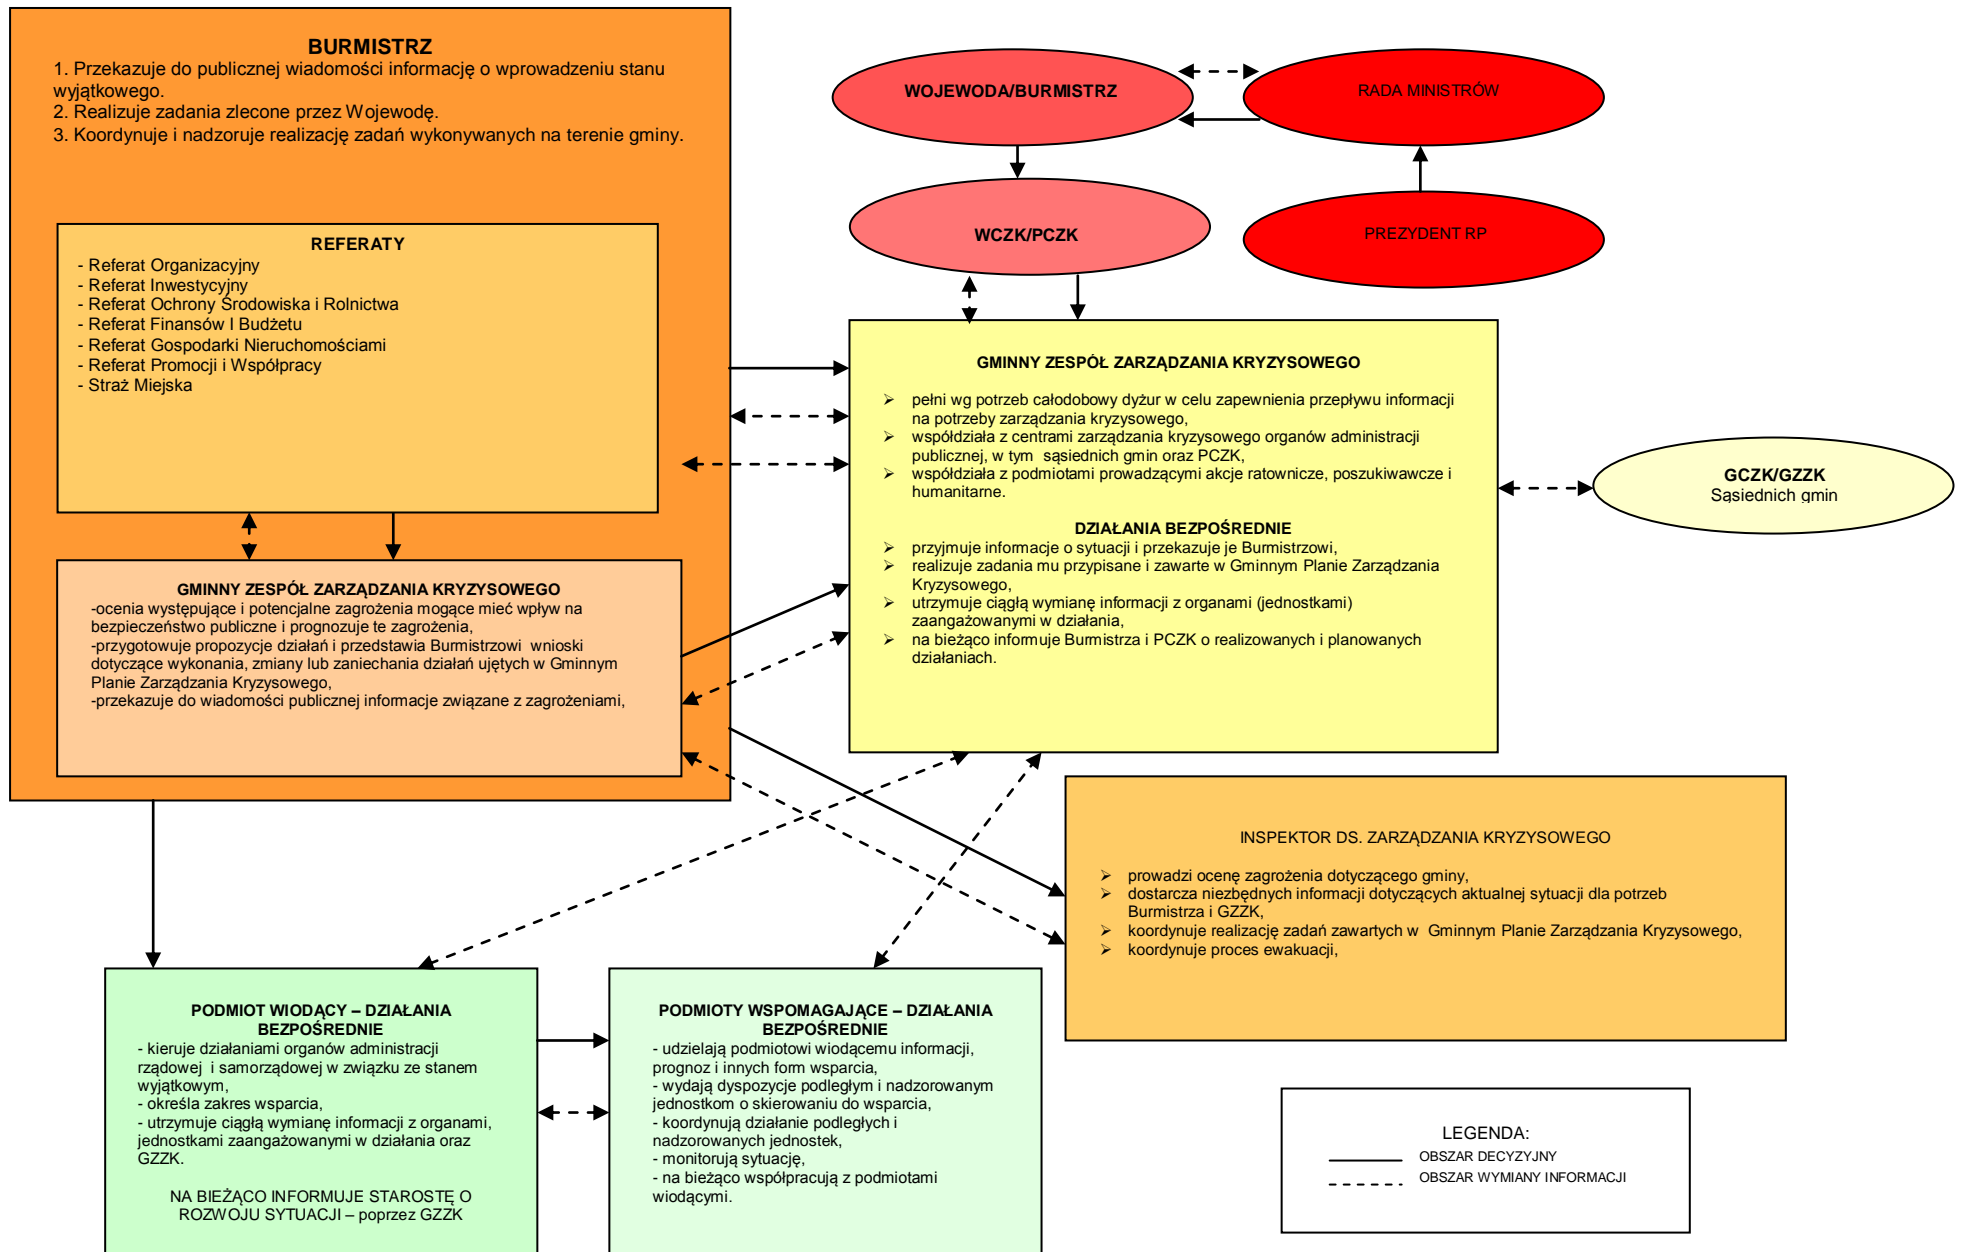 BURMISTRZ
1. Przekazuje do publicznej wiadomości informację o wprowadzeniu stanu
wyjątkowego.
2. Realizuje zadania zlecone przez Wojewodę.
3. Koordynuje i nadzoruje realizację zadań wykonywanych na terenie gminy.
REFERATY
- Referat Organizacyjny
- Referat Inwestycyjny
- Referat Ochrony Środowiska i Rolnictwa
- Referat Finansów I Budżetu
- Referat Gospodarki Nieruchomościami
- Referat Promocji i Współpracy
- Straż Miejska
GMINNY ZESPÓŁ ZARZĄDZANIA KRYZYSOWEGO
-ocenia występujące i potencjalne zagrożenia mogące mieć wpływ na
bezpieczeństwo publiczne i prognozuje te zagrożenia,
-przygotowuje propozycje działań i przedstawia Burmistrzowi wnioski
dotyczące wykonania, zmiany lub zaniechania działań ujętych w Gminnym
Planie Zarządzania Kryzysowego,
-przekazuje do wiadomości publicznej informacje związane z zagrożeniami,
WOJEWODA/BURMISTRZ
RADA MINISTRÓW
WCZK/PCZK
PREZYDENT RP
GMINNY ZESPÓŁ ZARZĄDZANIA KRYZYSOWEGO
➢ pełni wg potrzeb całodobowy dyżur w celu zapewnienia przepływu informacji
na potrzeby zarządzania kryzysowego,
➢ współdziała z centrami zarządzania kryzysowego organów administracji
publicznej, w tym sąsiednich gmin oraz PCZK,
➢ współdziała z podmiotami prowadzącymi akcje ratownicze, poszukiwawcze i
humanitarne.
DZIAŁANIA BEZPOŚREDNIE
➢ przyjmuje informacje o sytuacji i przekazuje je Burmistrzowi,
➢ realizuje zadania mu przypisane i zawarte w Gminnym Planie Zarządzania
Kryzysowego,
➢ utrzymuje ciągłą wymianę informacji z organami (jednostkami)
zaangażowanymi w działania,
➢ na bieżąco informuje Burmistrza i PCZK o realizowanych i planowanych
działaniach.
GCZK/GZZK
Sąsiednich gmin
INSPEKTOR DS. ZARZĄDZANIA KRYZYSOWEGO
➢ prowadzi ocenę zagrożenia dotyczącego gminy,
➢ dostarcza niezbędnych informacji dotyczących aktualnej sytuacji dla potrzeb
Burmistrza i GZZK,
➢ koordynuje realizację zadań zawartych w Gminnym Planie Zarządzania Kryzysowego,
➢ koordynuje proces ewakuacji,
PODMIOT WIODĄCY – DZIAŁANIA
BEZPOŚREDNIE
- kieruje działaniami organów administracji
rządowej i samorządowej w związku ze stanem
wyjątkowym,
- określa zakres wsparcia,
- utrzymuje ciągłą wymianę informacji z organami,
jednostkami zaangażowanymi w działania oraz
GZZK.
NA BIEŻĄCO INFORMUJE STAROSTĘ O
ROZWOJU SYTUACJI – poprzez GZZK
PODMIOTY WSPOMAGAJĄCE – DZIAŁANIA
BEZPOŚREDNIE
- udzielają podmiotowi wiodącemu informacji,
prognoz i innych form wsparcia,
- wydają dyspozycje podległym i nadzorowanym
jednostkom o skierowaniu do wsparcia,
- koordynują działanie podległych i
nadzorowanych jednostek,
- monitorują sytuację,
- na bieżąco współpracują z podmiotami
wiodącymi.
LEGENDA:
OBSZAR DECYZYJNY
OBSZAR WYMIANY INFORMACJI